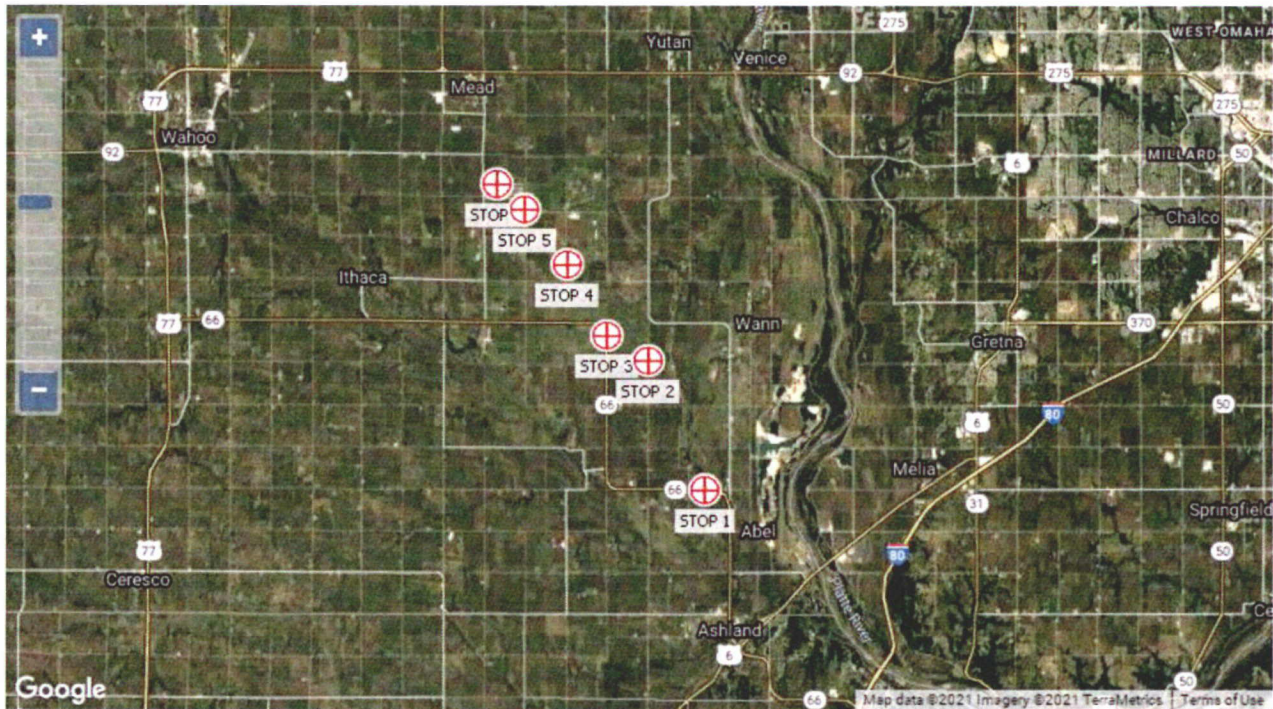 275
WEST OMAHA
Yutan
Venice
77
92
275
77
Mead
275
Wahoo
92
6
MILLARD
50
STOP
STOP 5
Chalco
Ithaca
STOP 4
77
66
Wann
370
Gretna
STOP 3
STOP 2
66
80
50
6
Melia
66
31
STOP 1
Springfield
Abel
77
80
50
Ceresco
Platte River
Ce
Ashland
6
50
Google
66
Map data ©2021 Imagery ©2021 TerraMetrics
Terms of Use